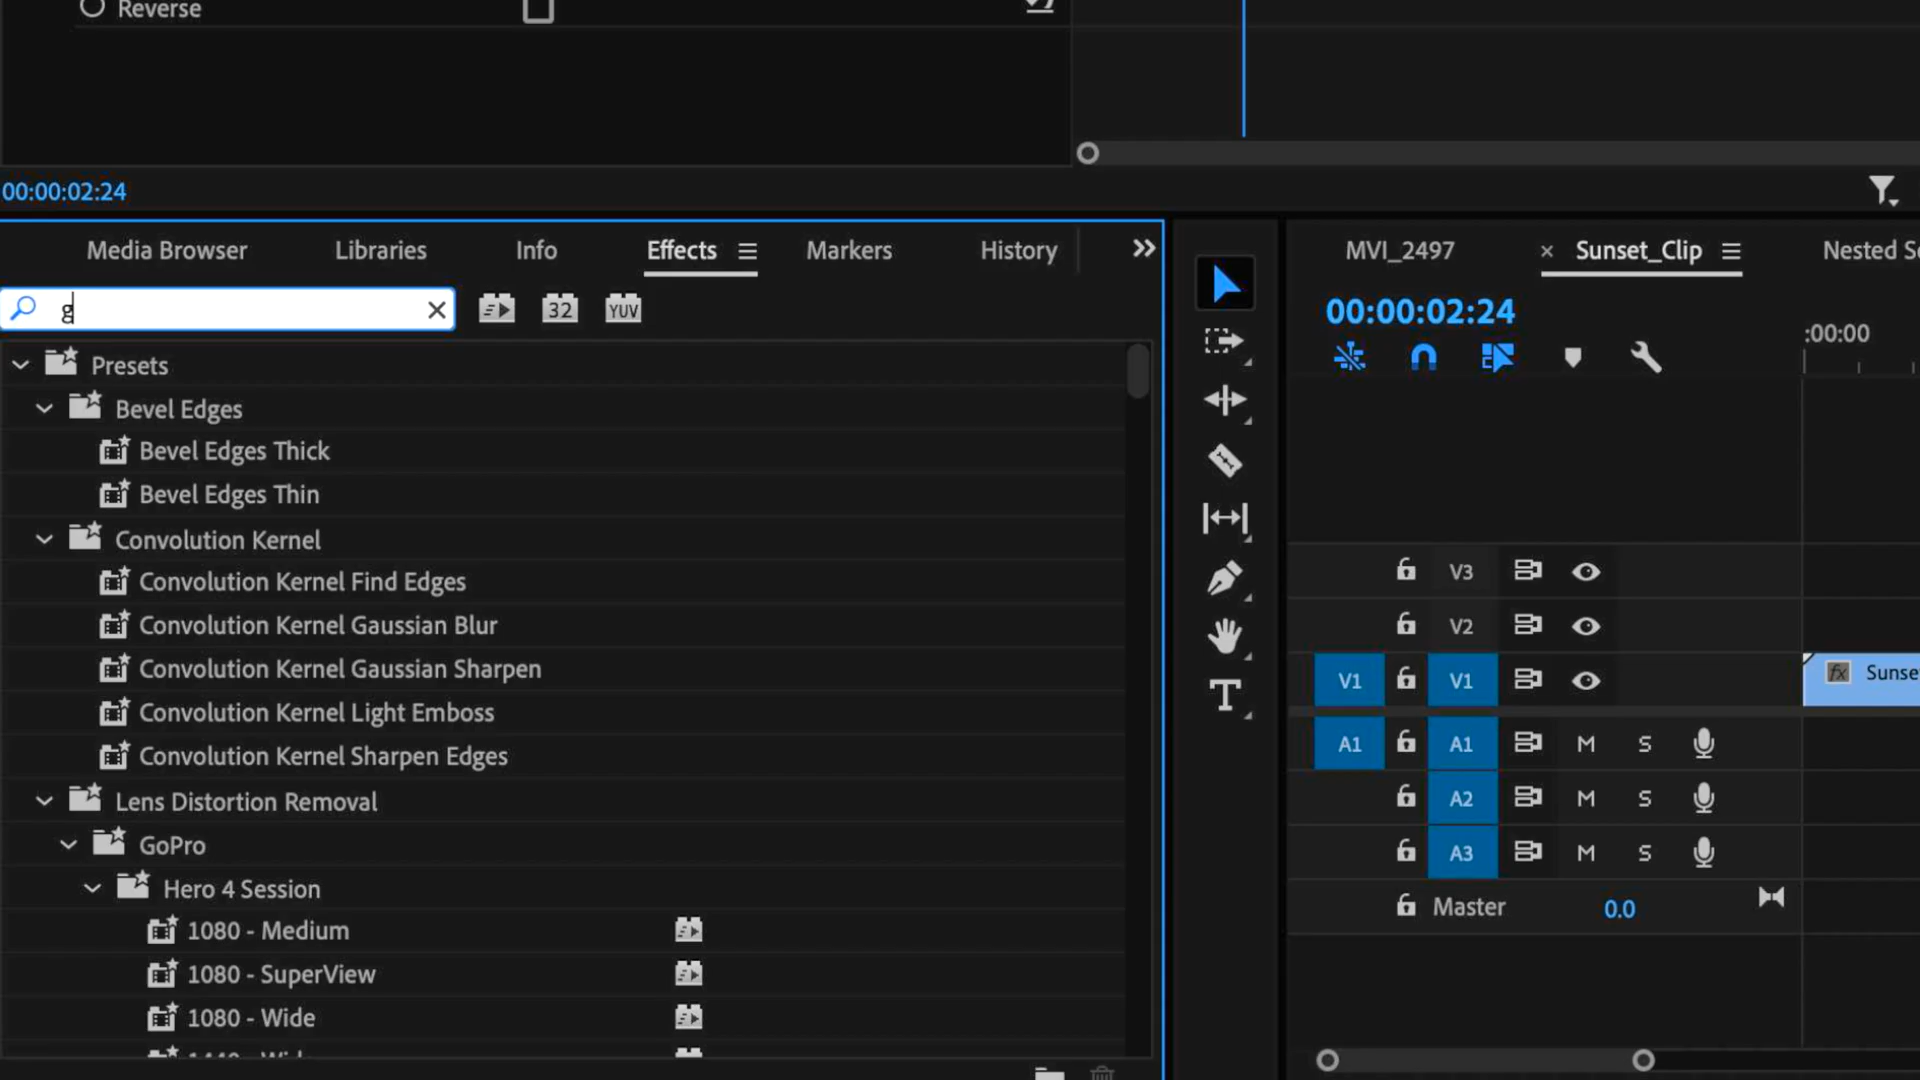 Reverse
00:00:02:24
Media Browser Libraries Info Effects Markers History
MVI_2497 × Sunset_Clip Nested
g
32 YUV
00:00:02:24
:00:00
Presets
Bevel Edges
Bevel Edges Thick
Bevel Edges Thin
Convolution Kernel
Convolution Kernel Find Edges
Convolution Kernel Gaussian Blur
Convolution Kernel Gaussian Sharpen
Convolution Kernel Light Emboss
Convolution Kernel Sharpen Edges
Lens Distortion Removal
GoPro
Hero 4 Session
1080 - Medium
1080 - SuperView
1080 - Wide
T
V3
V2
V1 V1
fx Sunse
A1 A1 M S
A2 M S
A3 M S
Master 0.0